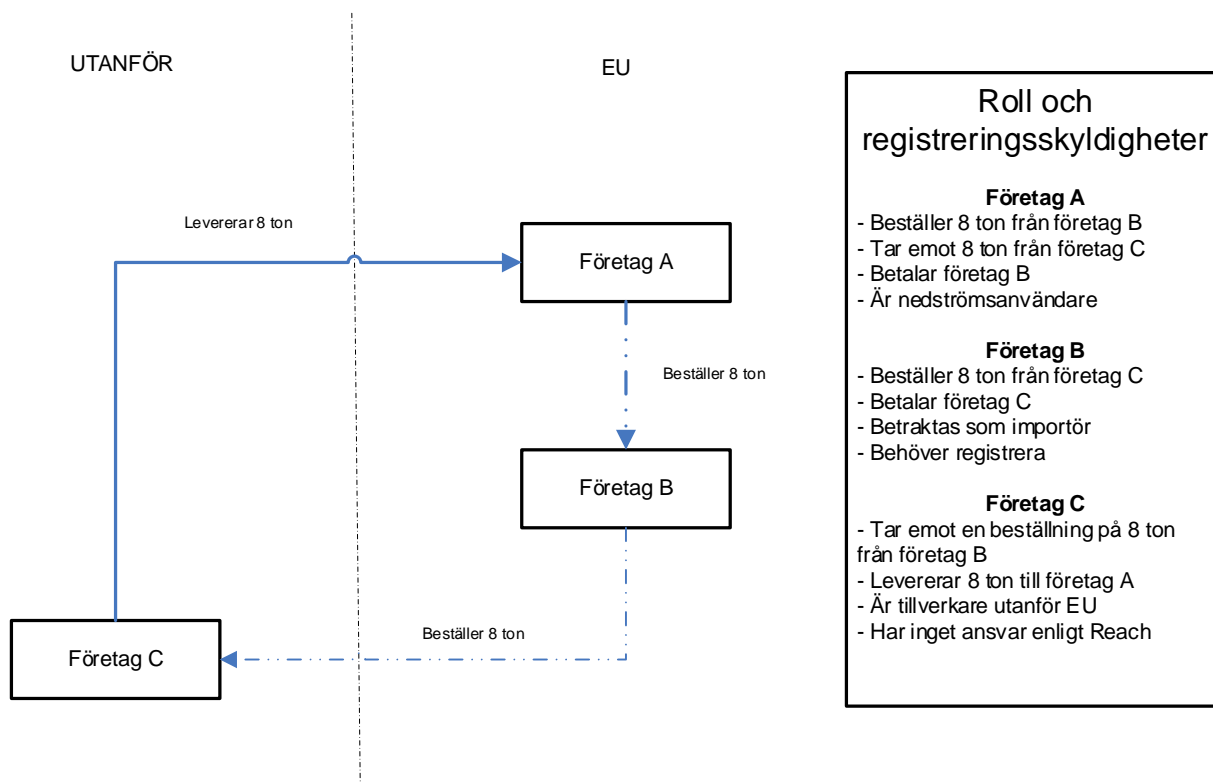 UTANFÖR
EU
Levererar 8 ton
Företag A
Beställer 8 ton
Företag B
Beställer 8 ton
Företag C
Roll och
registreringsskyldigheter
Företag A
- Beställer 8 ton från företag B
- Tar emot 8 ton från företag C
- Betalar företag B
- Är nedströmsanvändare
Företag B
- Beställer 8 ton från företag C
- Betalar företag C
- Betraktas som importör
- Behöver registrera
Företag C
- Tar emot en beställning på 8 ton
från företag B
- Levererar 8 ton till företag A
- Är tillverkare utanför EU
- Har inget ansvar enligt Reach